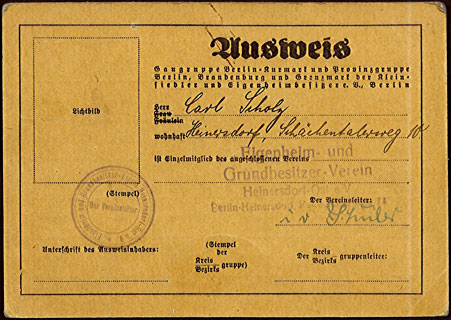 Ausweis
Gaugruppe Berlin-Kurmark und Provinzgruppe
Berlin, Brandenburg und Grenzmark der Klein-
siedler und Eigenheimbesitzer e. V., Berlin
Lichtbild
Herr
Frau
Fräulein
Carl Scholz
wohnhaft Heinersdorf, Schächentalerweg 10
ist Einzelmitglied des angeschlossenen Vereins
Eigenheim- und
Grundbesitzer-Verein
Heinersdorf
Berlin-Heinersdorf
(Stempel)
Der Vereinsleiter:
i v
Unterschrift des Ausweisinhabers:
(Stempel
der
Kreis
Bezirks gruppe)
Der Kreis
Bezirks gruppenleiter: